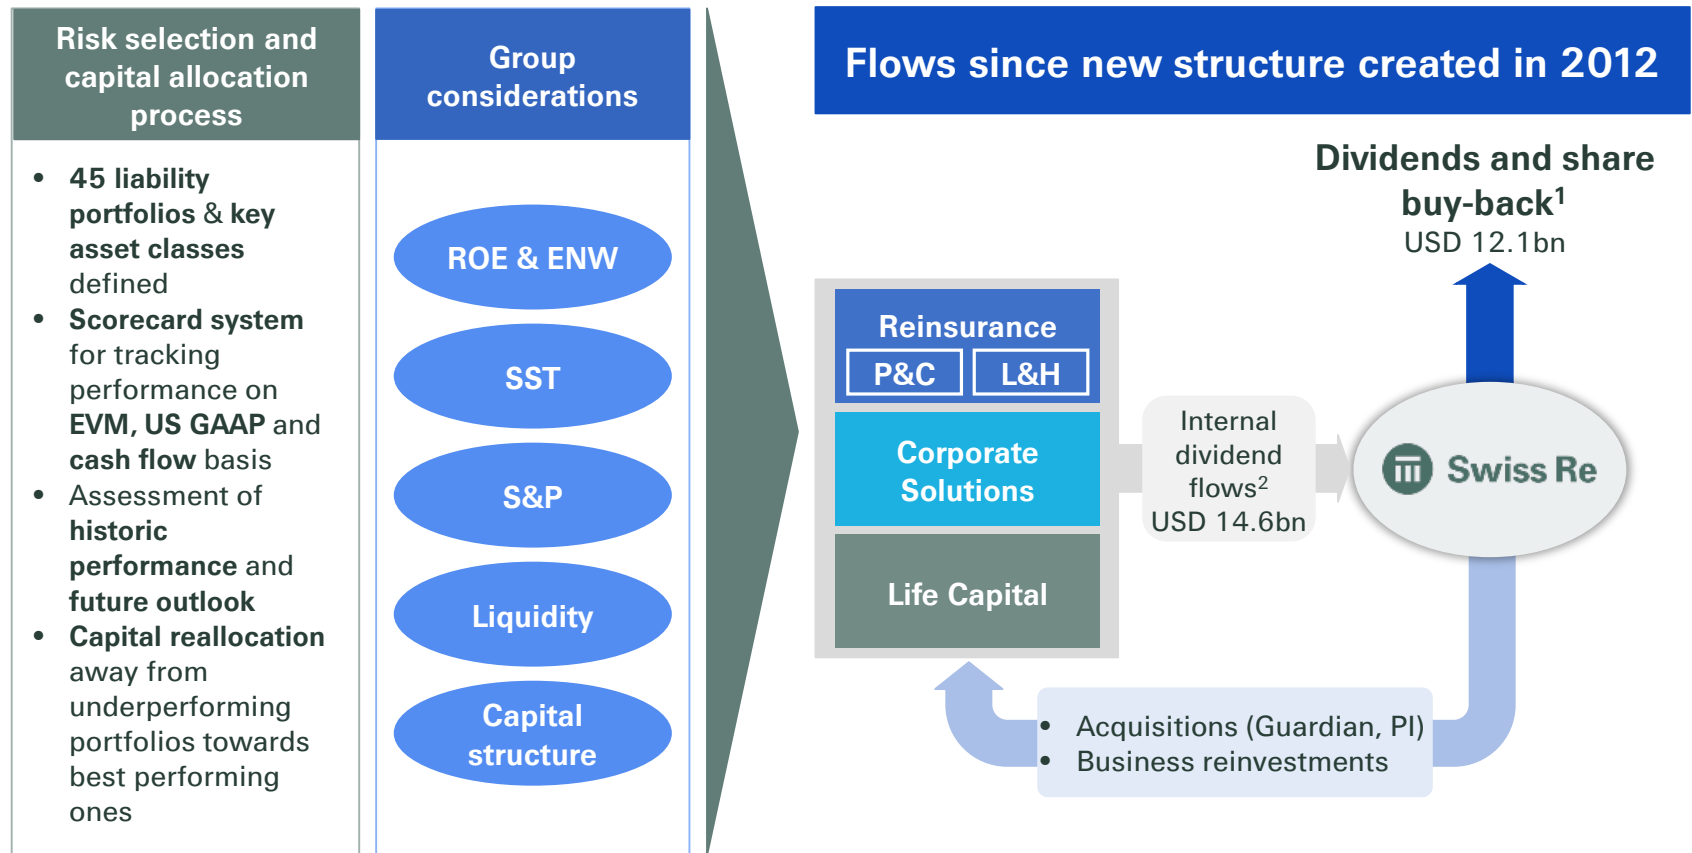 Risk selection and
capital allocation
process
• 45 liability
portfolios & key
asset classes
defined
• Scorecard system
for tracking
performance on
EVM, US GAAP and
cash flow basis
• Assessment of
historic
performance and
future outlook
• Capital reallocation
away from
underperforming
portfolios towards
best performing
ones
Group
considerations
ROE & ENW
SST
S&P
Liquidity
Capital
structure
Flows since new structure created in 2012
Dividends and share
buy-back¹
USD 12.1bn
Reinsurance
P&C
L&H
Corporate
Solutions
Life Capital
Internal
dividend
flows²
USD 14.6bn
Swiss Re
• Acquisitions (Guardian, PI)
• Business reinvestments